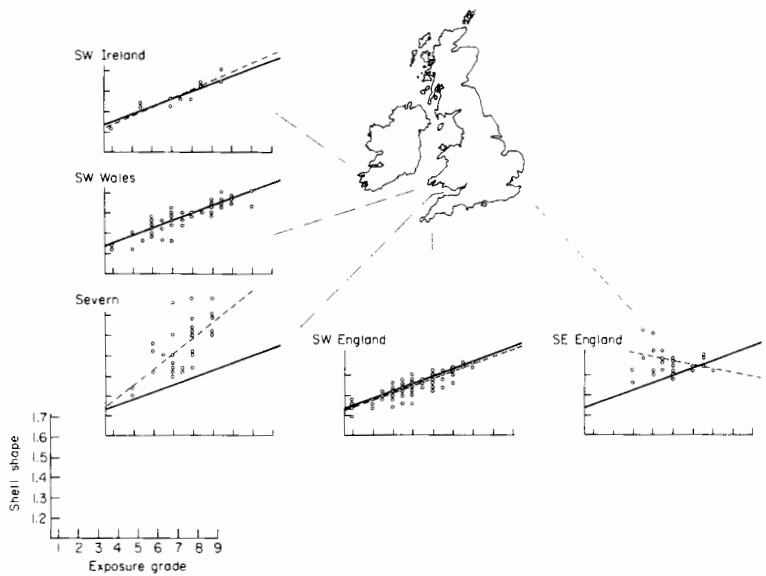 SW Ireland
SW Wales
Severn
SW England
SE England
Shell shape
1.7
1.6
1.5
1.4
1.3
1.2
1 2 3 4 5 6 7 8 9
Exposure grade